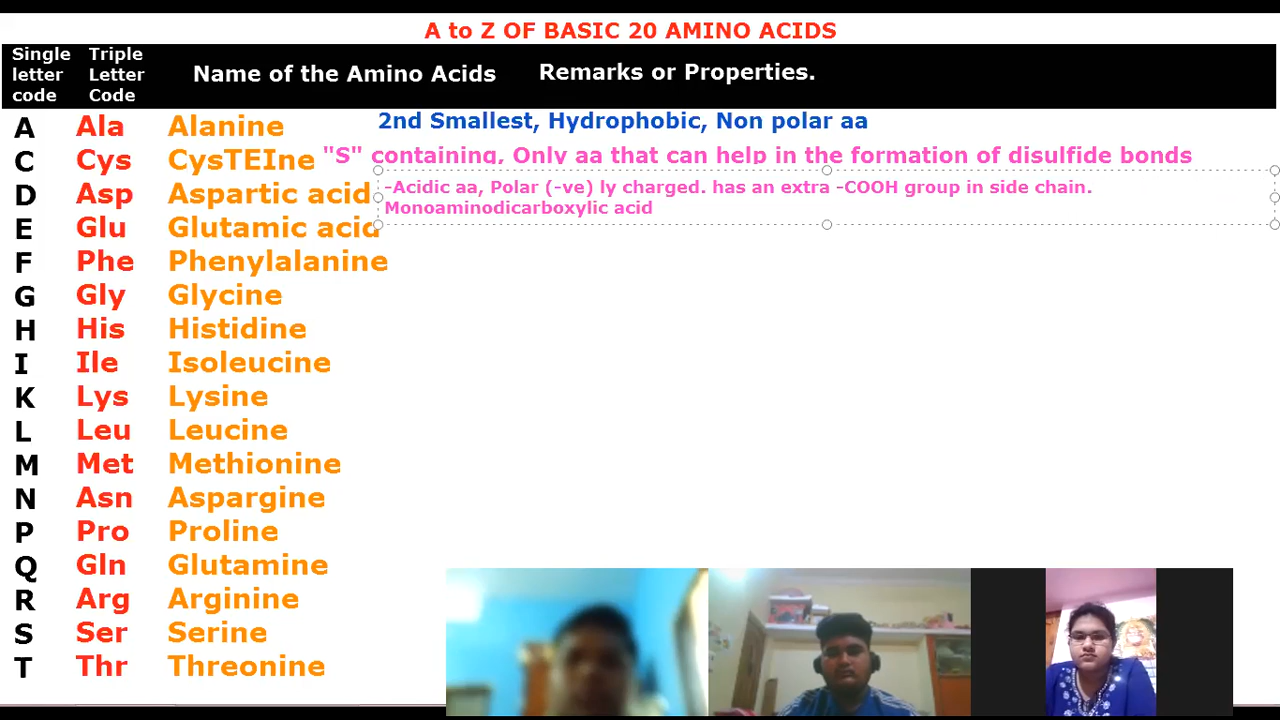 A to Z OF BASIC 20 AMINO ACIDS
Single letter code Triple Letter Code Name of the Amino Acids Remarks or Properties.
A Ala Alanine 2nd Smallest, Hydrophobic, Non polar aa
C Cys CysTEIne "S" containing, Only aa that can help in the formation of disulfide bonds
D Asp Aspartic acid -Acidic aa, Polar (-ve) ly charged. has an extra -COOH group in side chain.
Monoaminodicarboxylic acid
E Glu Glutamic acid
F Phe Phenylalanine
G Gly Glycine
H His Histidine
I Ile Isoleucine
K Lys Lysine
L Leu Leucine
M Met Methionine
N Asn Aspargine
P Pro Proline
Q Gln Glutamine
R Arg Arginine
S Ser Serine
T Thr Threonine